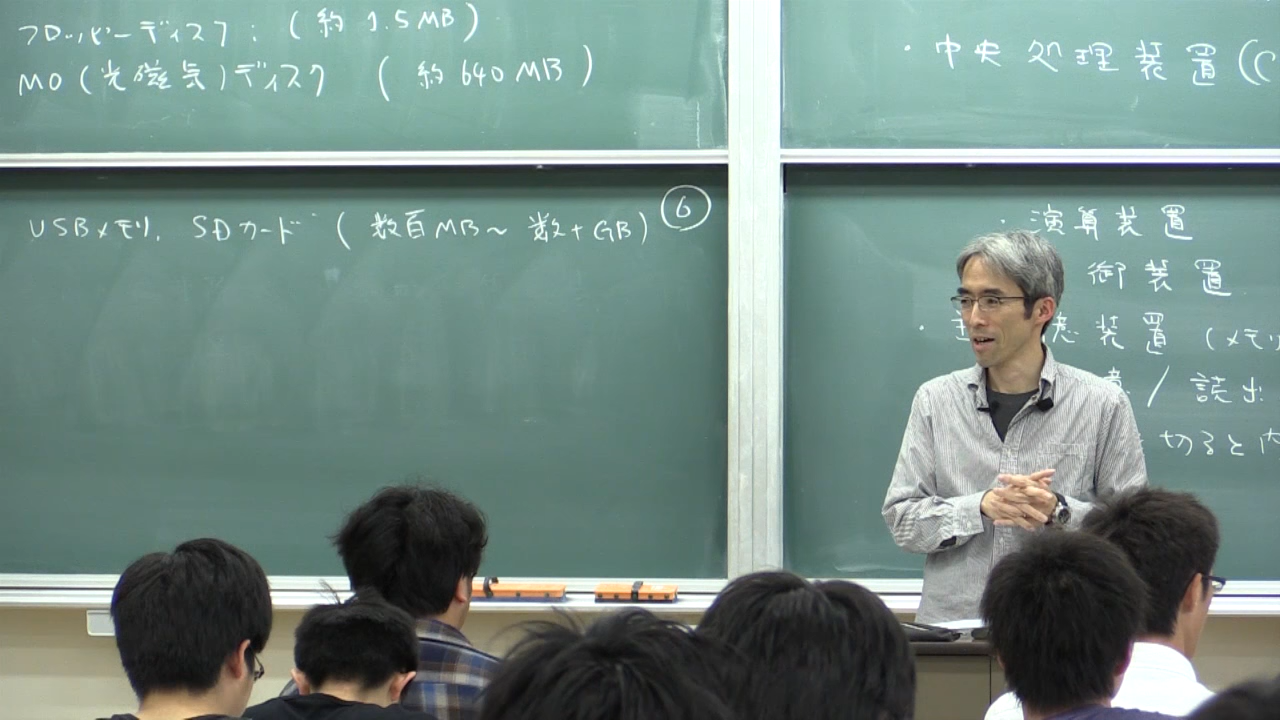 フロッピーディスク : (約 1.5MB)
MO (光磁気) ディスク (約 640 MB)
USBメモリ, SDカード (数百MB～数十GB)
⑥
・中央処理装置 (C
・演算装置
御装置
・主 憶装置 (メモリ
憶 / 読出
切ると内